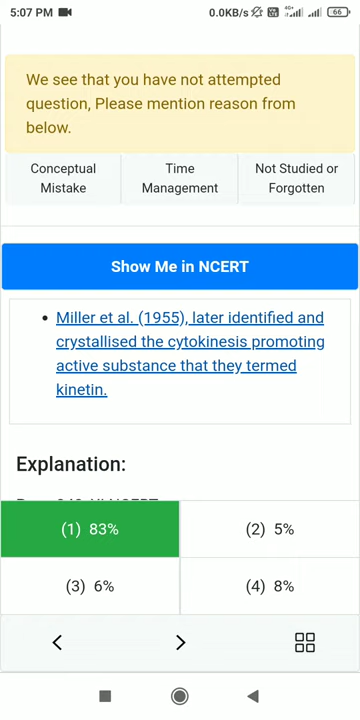 5:07 PM
0.0KB/s
4G+
66
We see that you have not attempted
question, Please mention reason from
below.
Conceptual
Mistake
Time
Management
Not Studied or
Forgotten
Show Me in NCERT
Miller et al. (1955), later identified and
crystallised the cytokinesis promoting
active substance that they termed
kinetin.
Explanation:
(1) 83%
(2) 5%
(3) 6%
(4) 8%